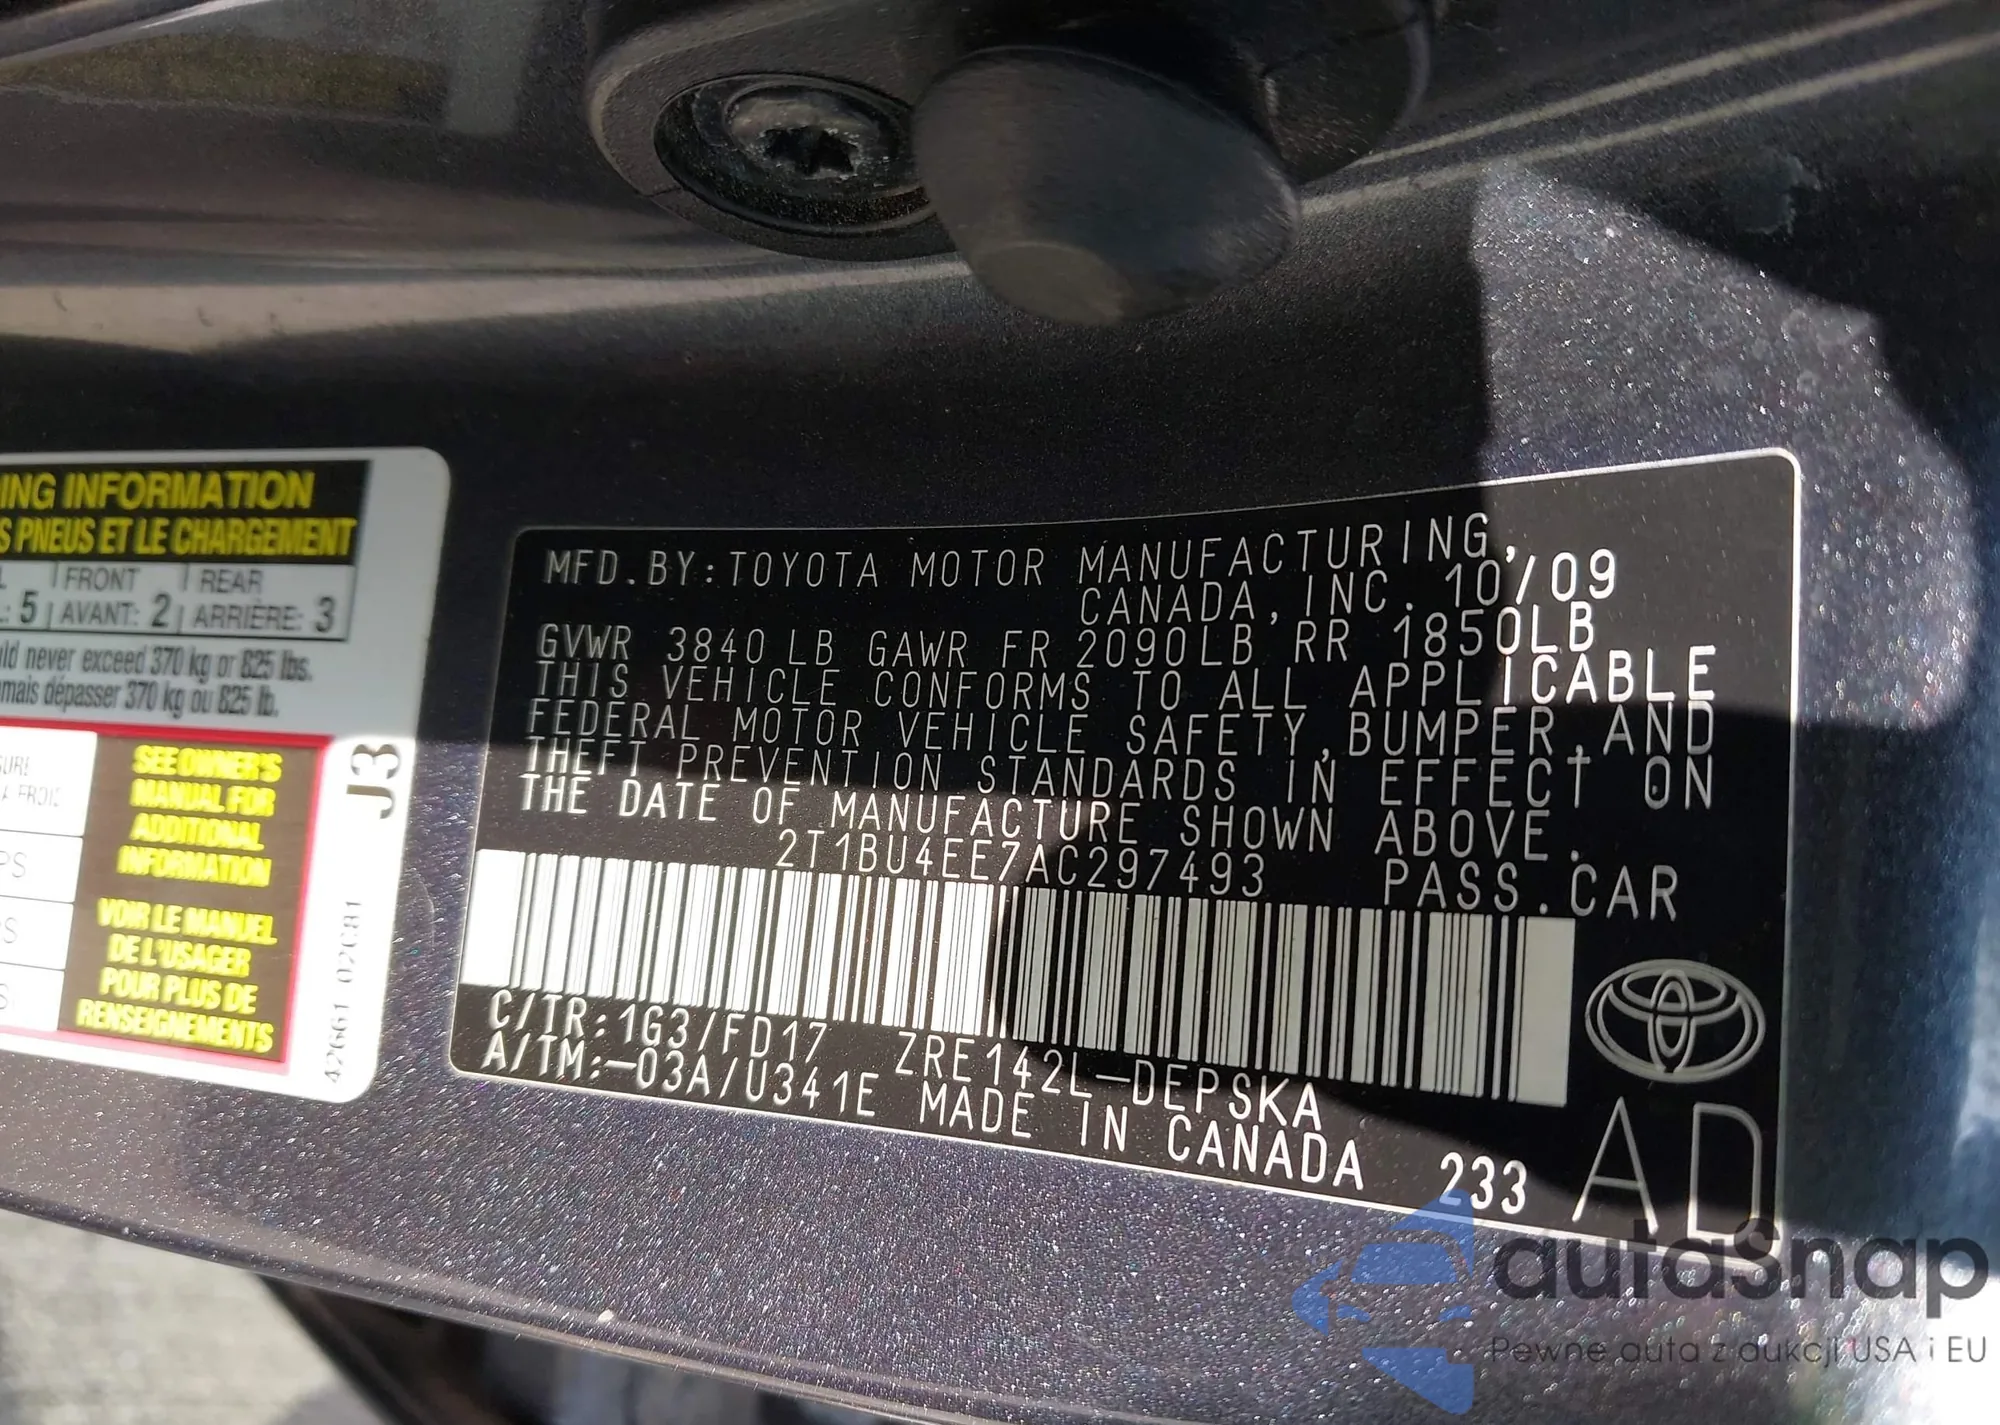 ING INFORMATION
S PNEUS ET LE CHARGEMENT
FRONT REAR
: 5 AVANT: 2 ARRIÈRE: 3
uld never exceed 370 kg or 825 lbs.
mais dépasser 370 kg ou 825 lb.
SEE OWNER'S
MANUAL FOR
ADDITIONAL
INFORMATION
VOIR LE MANUEL
DE L'USAGER
POUR PLUS DE
RENSEIGNEMENTS
J3
MFD.BY:TOYOTA MOTOR MANUFACTURING,
CANADA,INC. 10/09
GVWR 3840LB GAWR FR 2090LB RR 1850LB
THIS VEHICLE CONFORMS TO ALL APPLICABLE
FEDERAL MOTOR VEHICLE SAFETY,BUMPER,AND
THEFT PREVENTION STANDARDS IN EFFECT ON
THE DATE OF MANUFACTURE SHOWN ABOVE.
2T1BU4EE7AC297493 PASS.CAR
C/TR:1G3/FD17 ZRE142L-DEPSKA
A/TM:-03A/U341E MADE IN CANADA 233
AD
autasnap
Pewne auta z aukcji USA i EU